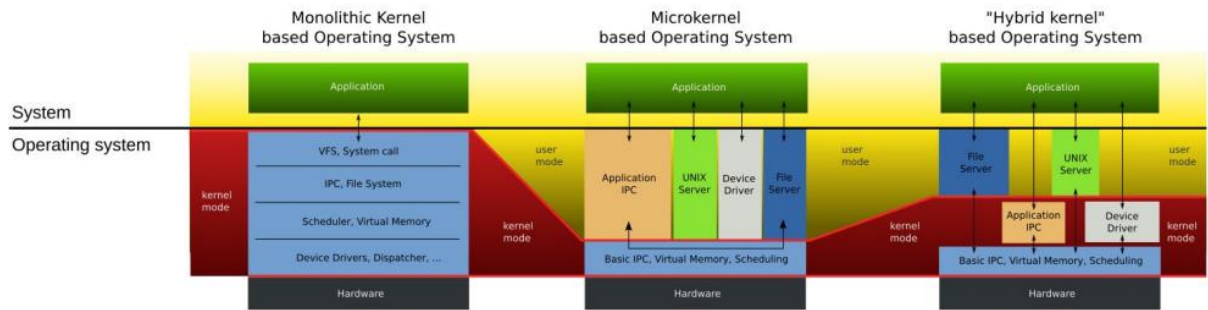 Monolithic Kernel
based Operating System
Microkernel
based Operating System
"Hybrid kernel"
based Operating System
Application
Application
Application
System
Operating system
kernel
mode
VFS, System call
IPC, File System
Scheduler, Virtual Memory
Device Drivers, Dispatcher, ...
Hardware
user
mode
kernel
mode
Application
IPC
UNIX
Server
Device
Driver
File
Server
Basic IPC, Virtual Memory, Scheduling
Hardware
user
mode
kernel
mode
File
Server
UNIX
Server
user
mode
Application
IPC
Device
Driver
kernel
mode
Basic IPC, Virtual Memory, Scheduling
Hardware